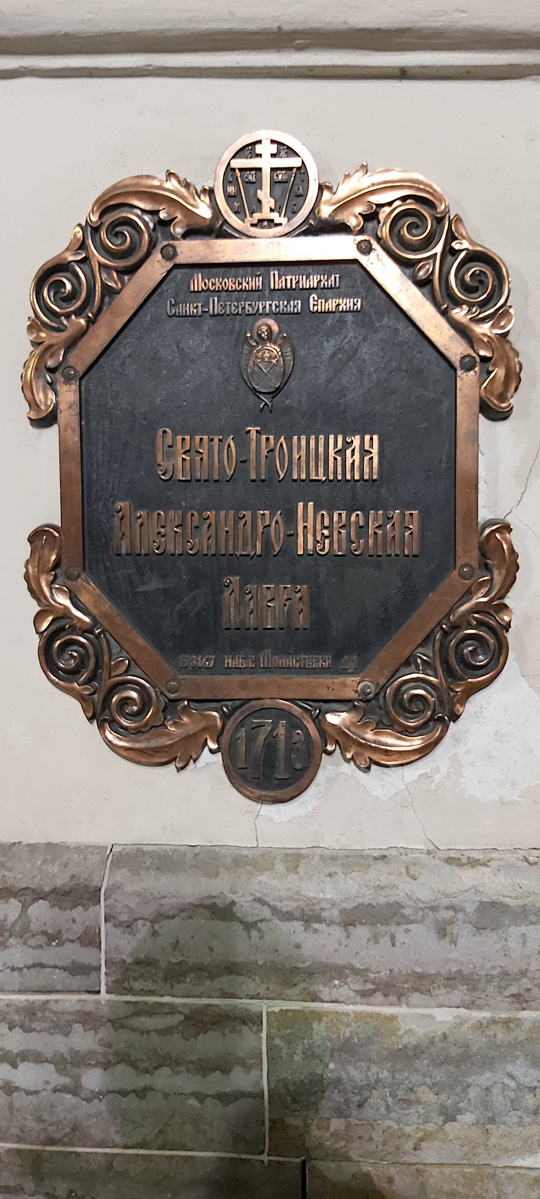 Московский Патриархат
Санкт-Петербургская Епархия
Свято-Троицкая
Александро-Невская
Лавра
наб.р. Монастырки
1713